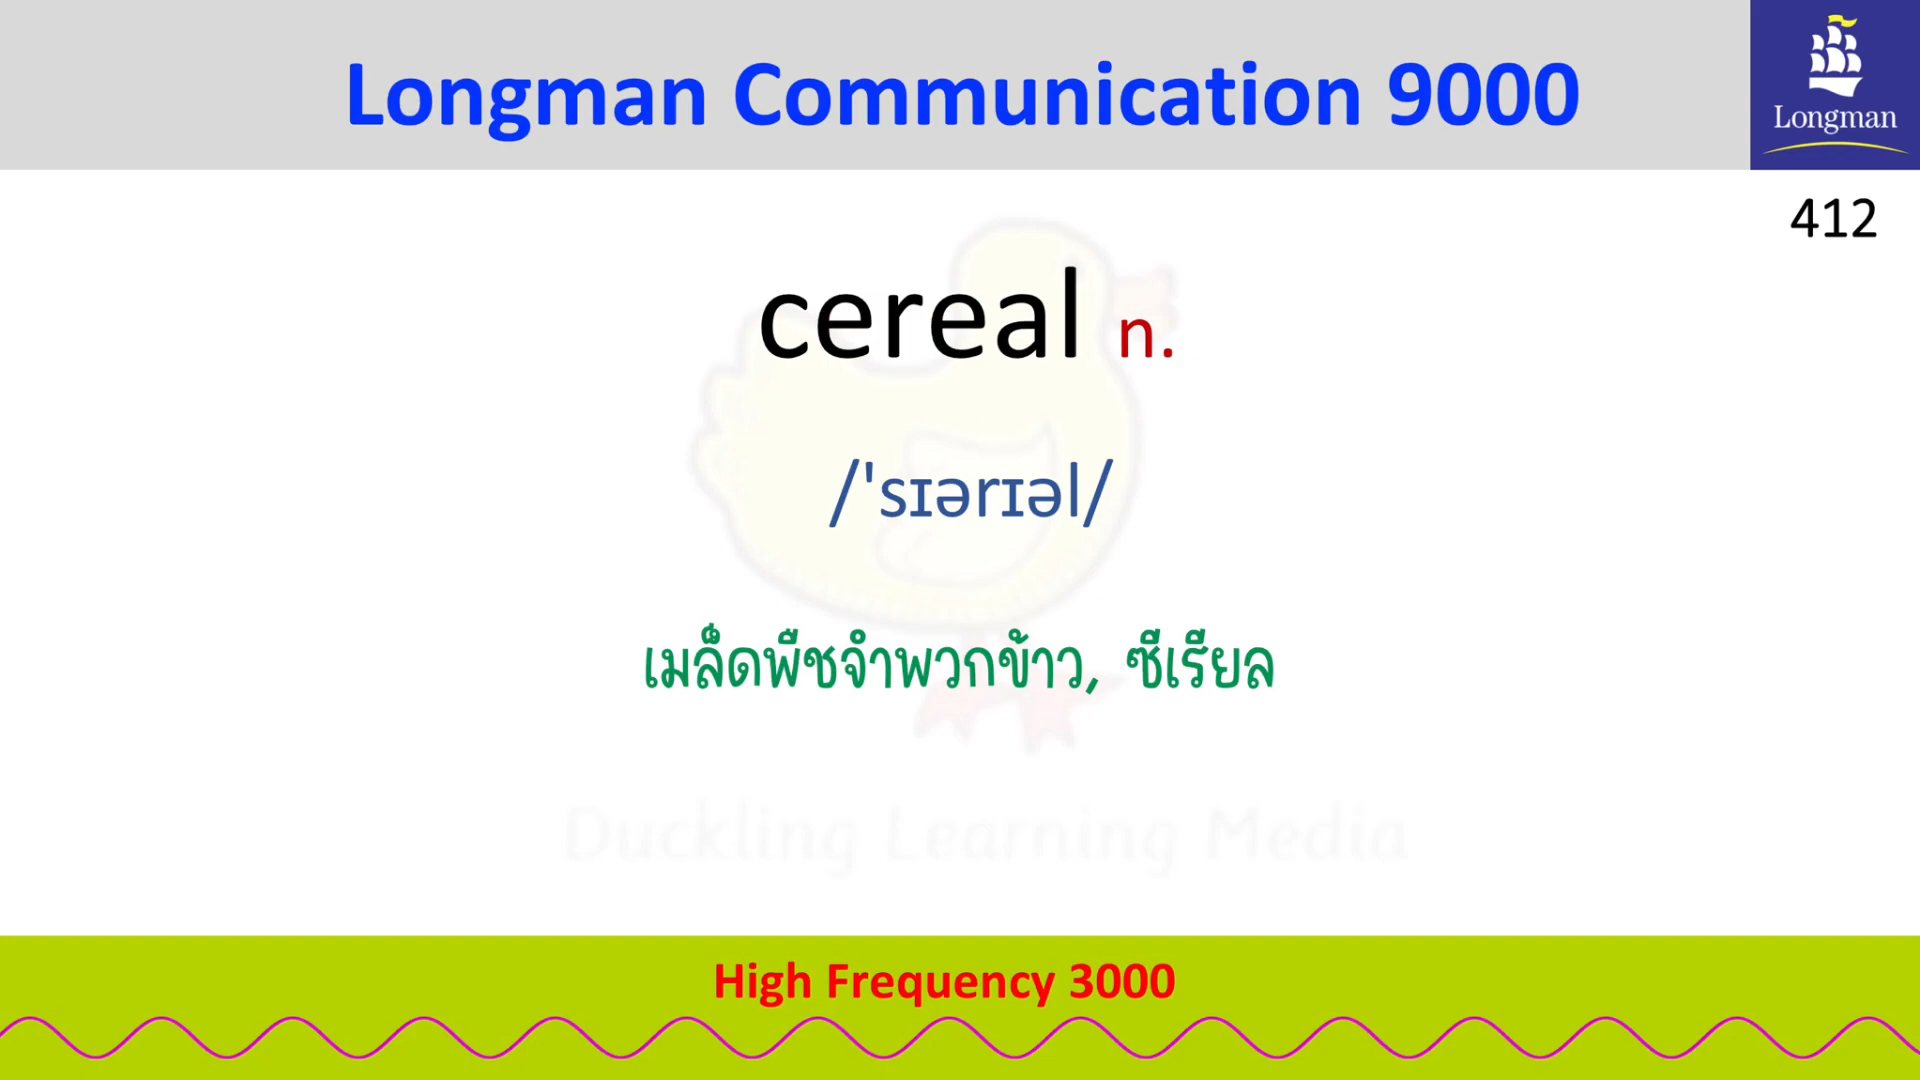 Longman Communication 9000
Longman
412
cereal n.
/ˈsɪərɪəl/
เมล็ดพืชจำพวกข้าว, ซีเรียล
Duckling Learning Media
High Frequency 3000